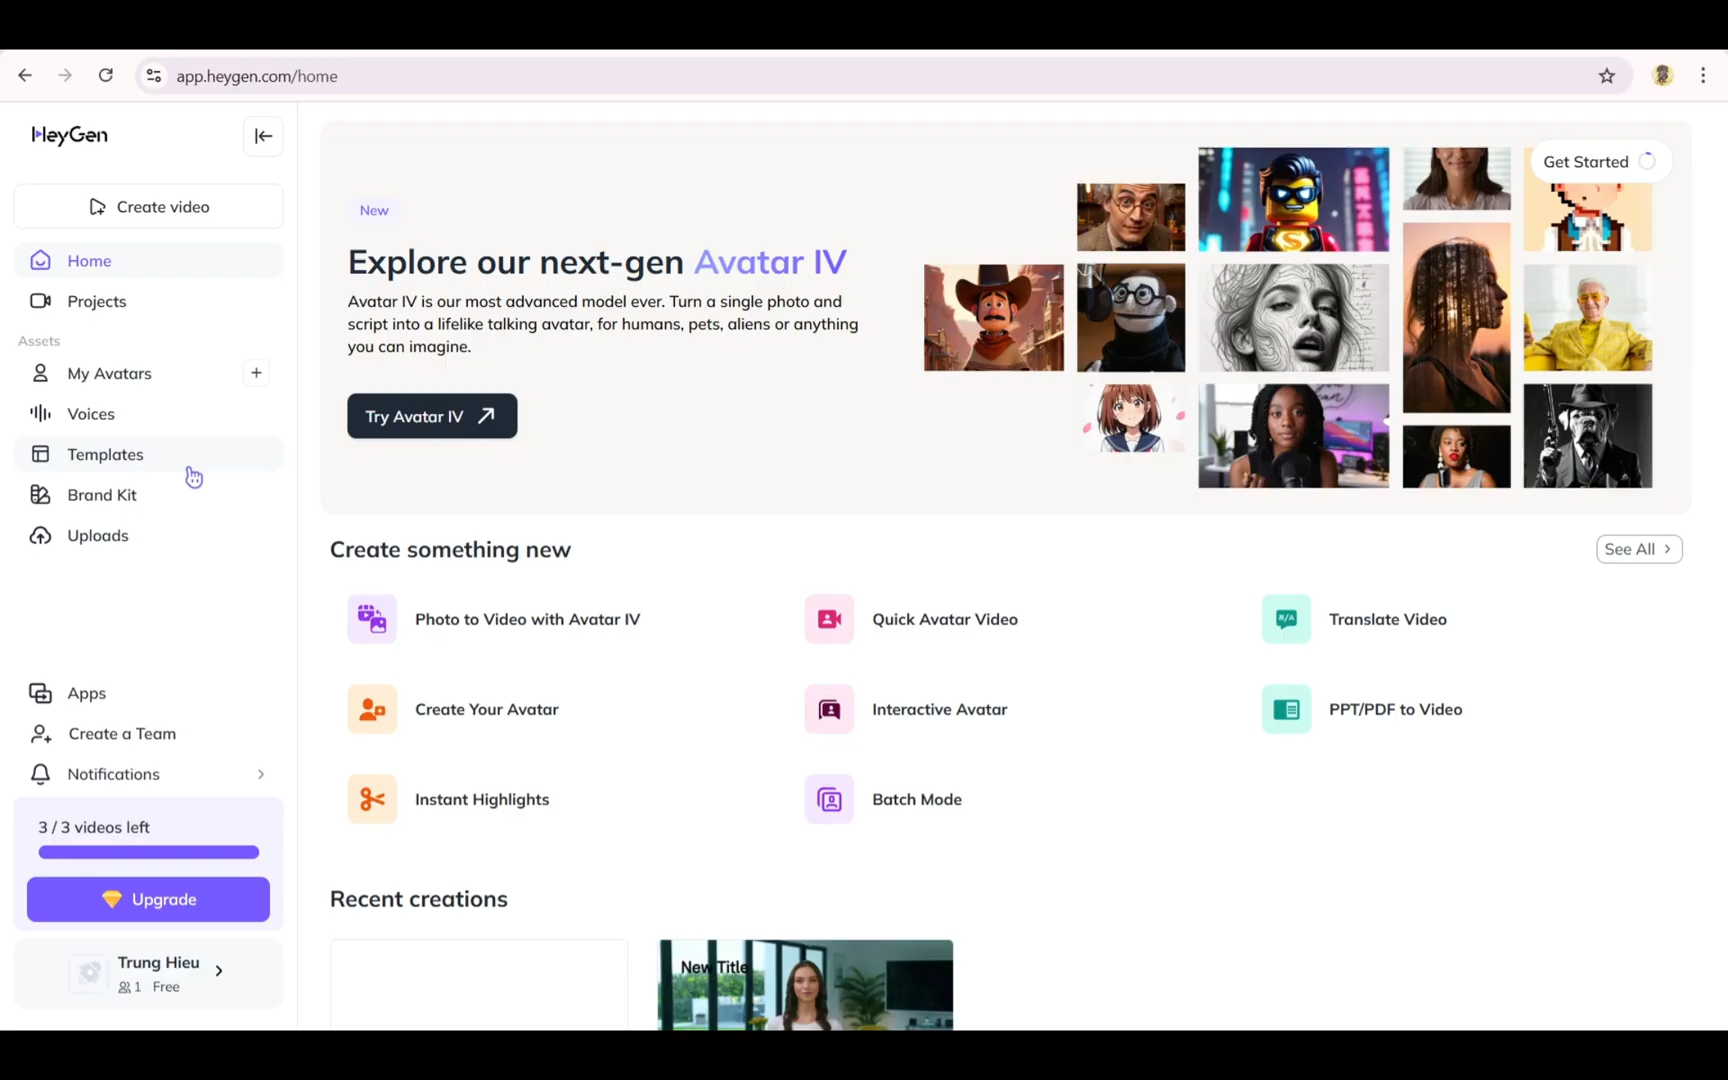 app.heygen.com/home
HeyGen
Create video
Home
Projects
Assets
My Avatars
Voices
Templates
Brand Kit
Uploads
Apps
Create a Team
Notifications
3 / 3 videos left
Upgrade
Trung Hieu
1 Free
Get Started
New
Explore our next-gen Avatar IV
Avatar IV is our most advanced model ever. Turn a single photo and
script into a lifelike talking avatar, for humans, pets, aliens or anything
you can imagine.
Try Avatar IV
Create something new
See All
Photo to Video with Avatar IV
Quick Avatar Video
Translate Video
Create Your Avatar
Interactive Avatar
PPT/PDF to Video
Instant Highlights
Batch Mode
Recent creations
New Title